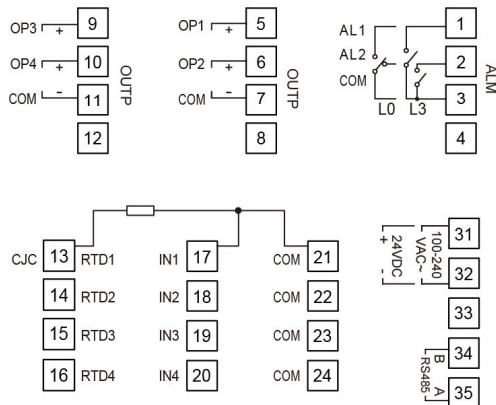 OP3 + 9
OP4 + 10
COM - 11
12
OUTP
OP1 + 5
OP2 + 6
COM - 7
8
OUTP
AL1 1
AL2 2
COM L0 L3 3
4
ALM
CJC 13 RTD1
14 RTD2
15 RTD3
16 RTD4
IN1 17
IN2 18
IN3 19
IN4 20
COM 21
COM 22
COM 23
COM 24
+ -
24VDC
100-240
VAC~
31
32
33
34
35
B A
RS485